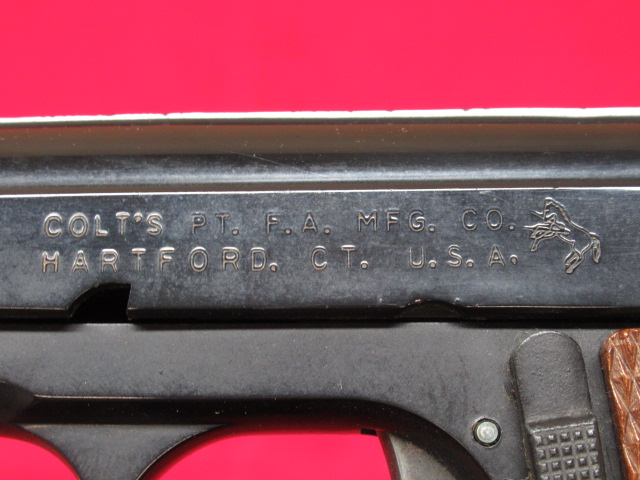 COLT'S PT. F.A. MFG. CO.
HARTFORD. CT. U.S.A.